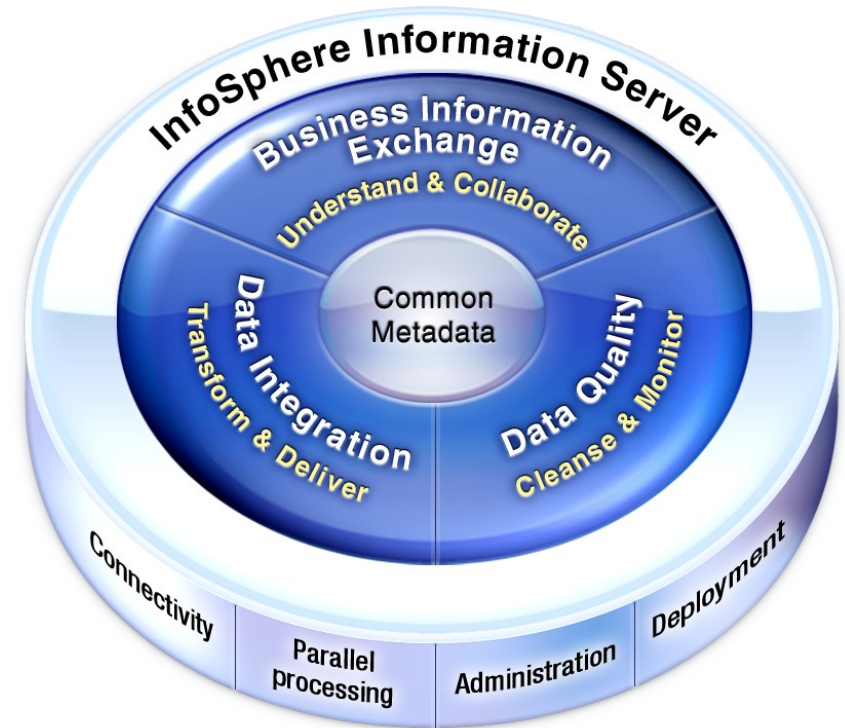 InfoSphere Information Server
Business Information
Exchange
Understand & Collaborate
Common
Metadata
Data Integration
Transform & Deliver
Data Quality
Cleanse & Monitor
Connectivity
Parallel
processing
Administration
Deployment